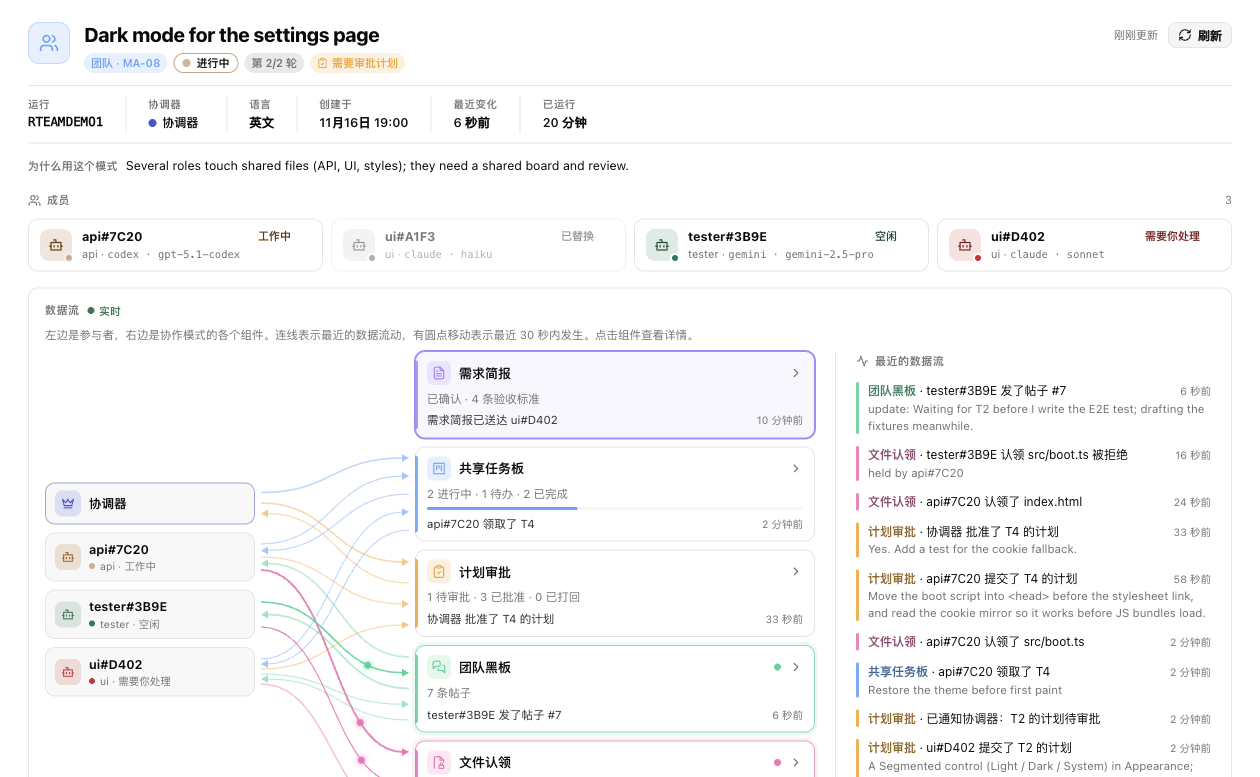 Dark mode for the settings page
团队 · MA-08
进行中
第 2/2 轮
需要审批计划
刚刚更新
刷新
运行
RTEAMDEMO1
协调器
协调器
语言
英文
创建于
11月16日 19:00
最近变化
6 秒前
已运行
20 分钟
为什么用这个模式 Several roles touch shared files (API, UI, styles); they need a shared board and review.
成员
3
api#7C20 工作中
api · codex · gpt-5.1-codex
ui#A1F3 已替换
ui · claude · haiku
tester#3B9E 空闲
tester · gemini · gemini-2.5-pro
ui#D402 需要你处理
ui · claude · sonnet
数据流 实时
左边是参与者，右边是协作模式的各个组件。连线表示最近的数据流动，有圆点移动表示最近 30 秒内发生。点击组件查看详情。
协调器
api#7C20
api · 工作中
tester#3B9E
tester · 空闲
ui#D402
ui · 需要你处理
需求简报
已确认 · 4 条验收标准
需求简报已送达 ui#D402 10 分钟前
共享任务板
2 进行中 · 1 待办 · 2 已完成
api#7C20 领取了 T4 2 分钟前
计划审批
1 待审批 · 3 已批准 · 0 已打回
协调器 批准了 T4 的计划 33 秒前
团队黑板
7 条帖子
tester#3B9E 发了帖子 #7 6 秒前
文件认领
最近的数据流
团队黑板 · tester#3B9E 发了帖子 #7 6 秒前
update: Waiting for T2 before I write the E2E test; drafting the
fixtures meanwhile.
文件认领 · tester#3B9E 认领 src/boot.ts 被拒绝 16 秒前
held by api#7C20
文件认领 · api#7C20 认领了 index.html 24 秒前
计划审批 · 协调器 批准了 T4 的计划 33 秒前
Yes. Add a test for the cookie fallback.
计划审批 · api#7C20 提交了 T4 的计划 58 秒前
Move the boot script into <head> before the stylesheet link,
and read the cookie mirror so it works before JS bundles load.
文件认领 · api#7C20 认领了 src/boot.ts 2 分钟前
共享任务板 · api#7C20 领取了 T4 2 分钟前
Restore the theme before first paint
计划审批 · 已通知协调器：T2 的计划待审批 2 分钟前
计划审批 · ui#D402 提交了 T2 的计划 2 分钟前
A Segmented control (Light / Dark / System) in Appearance;